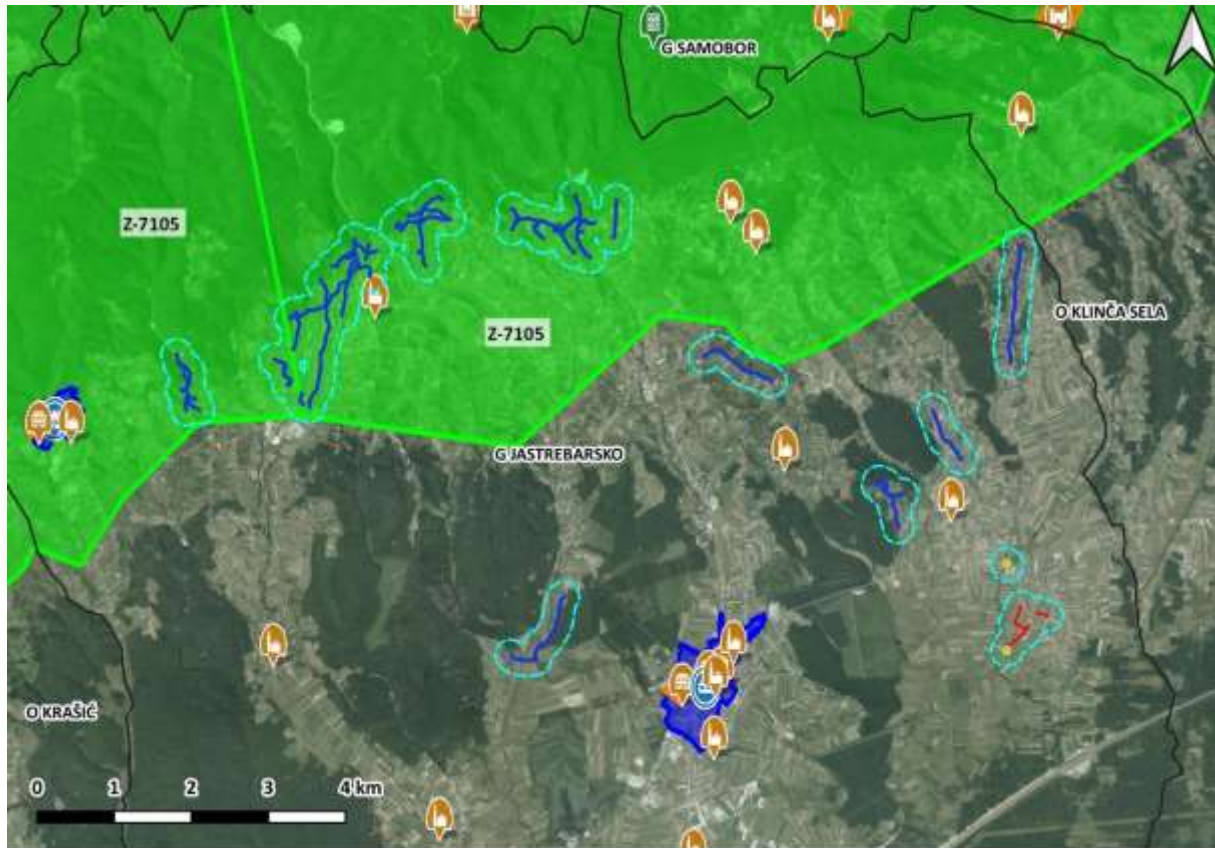 G SAMOBOR
Z-7105
O KLINČA SELA
Z-7105
G JASTREBARSKO
O KRAŠIĆ
0 1 2 3 4 km